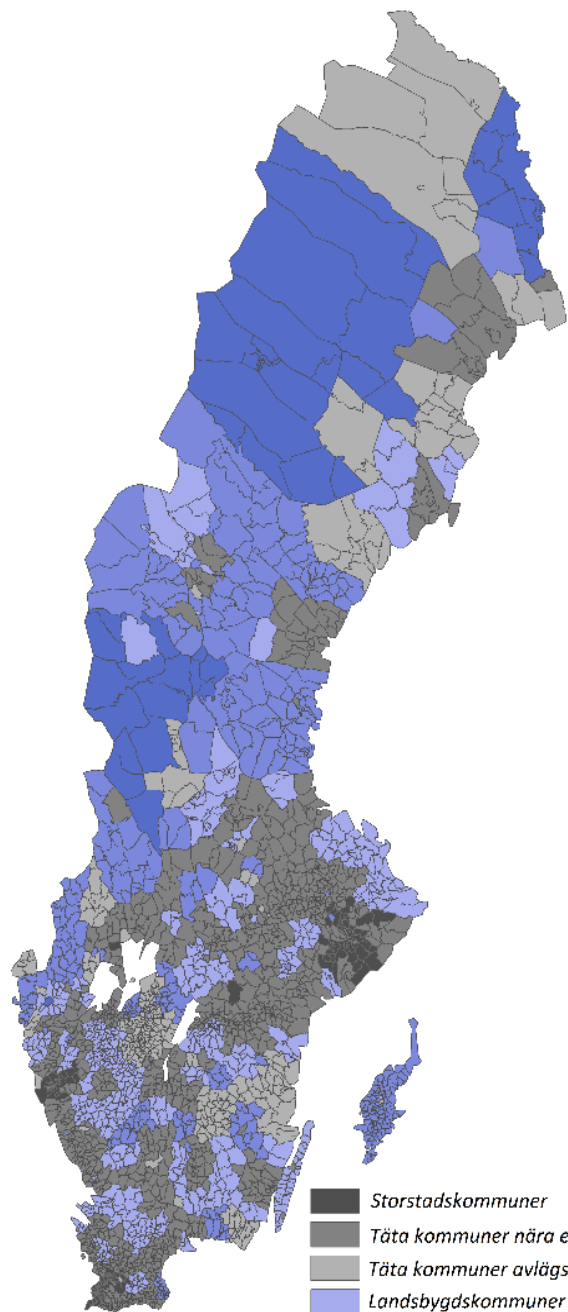 Storstadskommuner
Täta kommuner nära e
Täta kommuner avlägs
Landsbygdskommuner